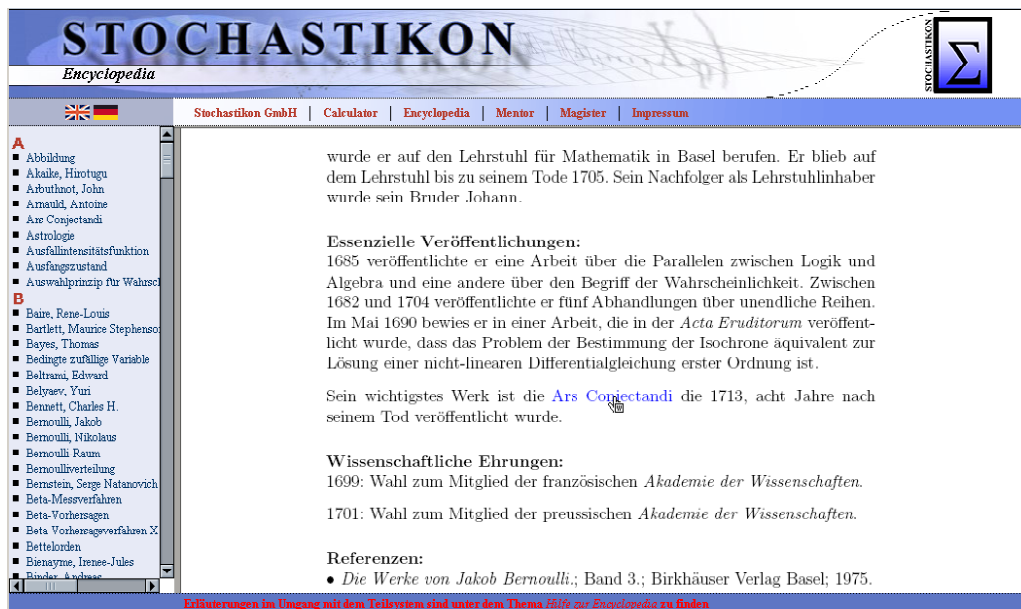 STOCHASTIKON
Encyclopedia
STOCHASTIKON
Σ
Stochastikon GmbH | Calculator | Encyclopedia | Mentor | Magister | Impressum
A
Abbildung
Akaike, Hirotugu
Arbuthnot, John
Arnauld, Antoine
Ars Conjectandi
Astrologie
Ausfallintensitätsfunktion
Ausfangszustand
Auswahlprinzip für Wahrscl
B
Baire, Rene-Louis
Bartlett, Maurice Stephenso
Bayes, Thomas
Bedingte zufällige Variable
Beltrami, Edward
Belyaev, Yuri
Bennett, Charles H.
Bernoulli, Jakob
Bernoulli, Nikolaus
Bernoulli Raum
Bernoulliverteilung
Bernstein, Serge Natanovich
Beta-Messverfahren
Beta-Vorhersagen
Beta Vorhersageverfahren X
Bettelorden
Bienayme, Irenee-Jules
Binder, Andreas
wurde er auf den Lehrstuhl für Mathematik in Basel berufen. Er blieb auf
dem Lehrstuhl bis zu seinem Tode 1705. Sein Nachfolger als Lehrstuhlinhaber
wurde sein Bruder Johann.
Essenzielle Veröffentlichungen:
1685 veröffentlichte er eine Arbeit über die Parallelen zwischen Logik und
Algebra und eine andere über den Begriff der Wahrscheinlichkeit. Zwischen
1682 und 1704 veröffentlichte er fünf Abhandlungen über unendliche Reihen.
Im Mai 1690 bewies er in einer Arbeit, die in der Acta Eruditorum veröffent-
licht wurde, dass das Problem der Bestimmung der Isochrone äquivalent zur
Lösung einer nicht-linearen Differentialgleichung erster Ordnung ist.
Sein wichtigstes Werk ist die Ars Conjectandi die 1713, acht Jahre nach
seinem Tod veröffentlicht wurde.
Wissenschaftliche Ehrungen:
1699: Wahl zum Mitglied der französischen Akademie der Wissenschaften.
1701: Wahl zum Mitglied der preussischen Akademie der Wissenschaften.
Referenzen:
• Die Werke von Jakob Bernoulli.; Band 3.; Birkhäuser Verlag Basel; 1975.
Erläuterungen im Umgang mit dem Teilsystem sind unter dem Thema Hilfe zur Encyclopedia zu finden